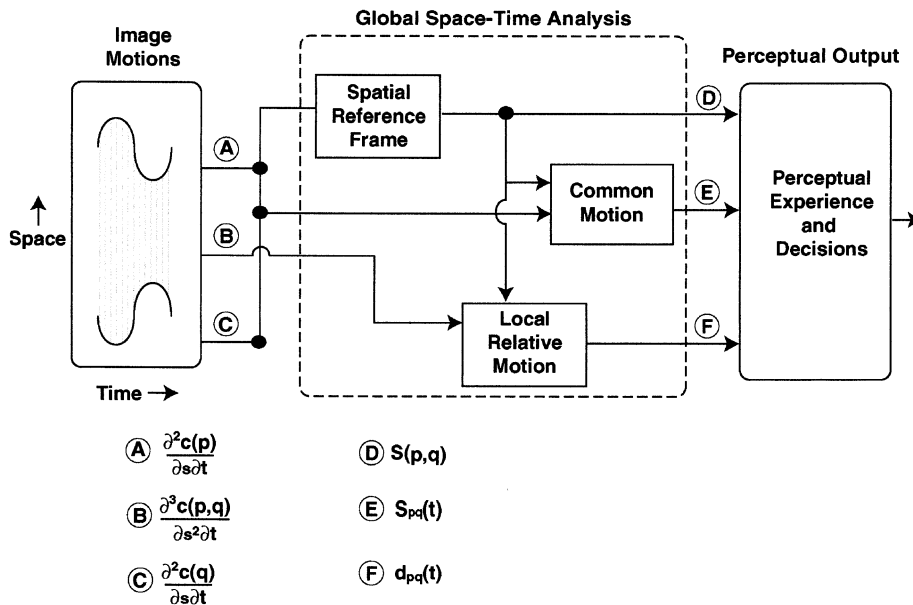 Global Space-Time Analysis
Image
Motions
Perceptual Output
Spatial
Reference
Frame
A
B
C
D
E
F
Space
Time
Common
Motion
Local
Relative
Motion
Perceptual
Experience
and
Decisions
A ∂²c(p)
∂s∂t
B ∂³c(p,q)
∂s²∂t
C ∂²c(q)
∂s∂t
D S(p,q)
E Spq(t)
F dpq(t)